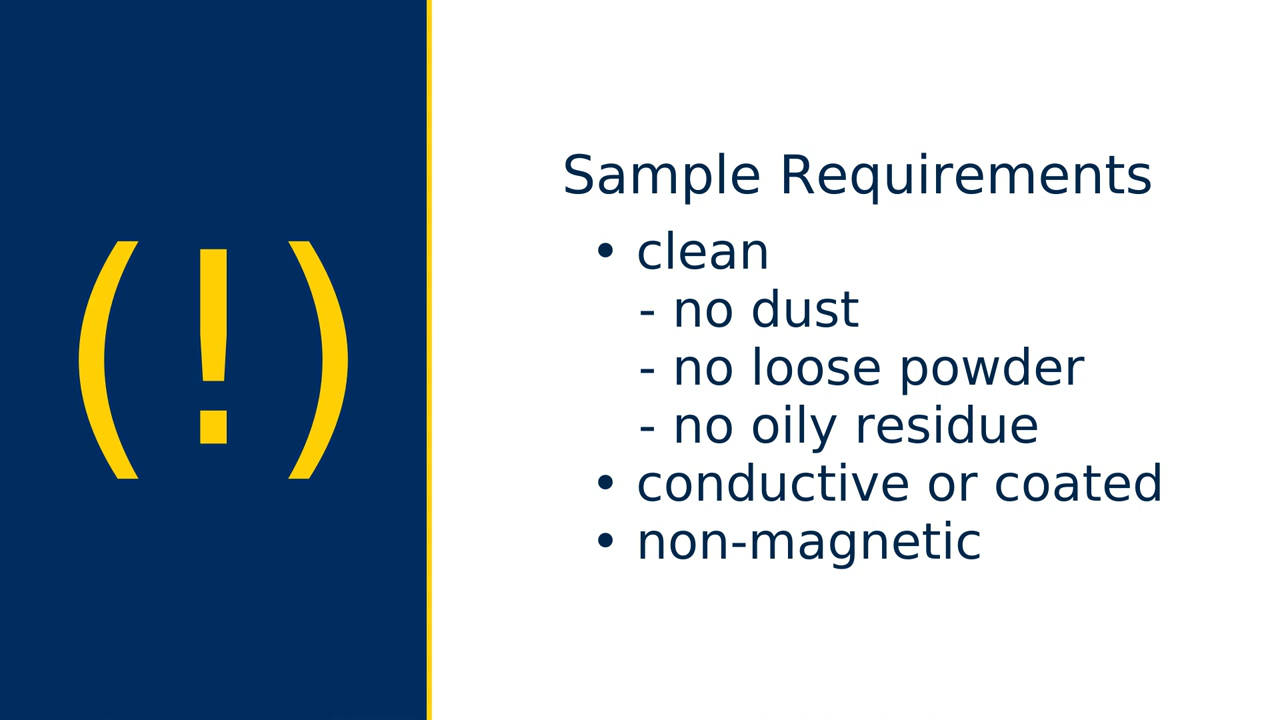 (!)
Sample Requirements
• clean
- no dust
- no loose powder
- no oily residue
• conductive or coated
• non-magnetic